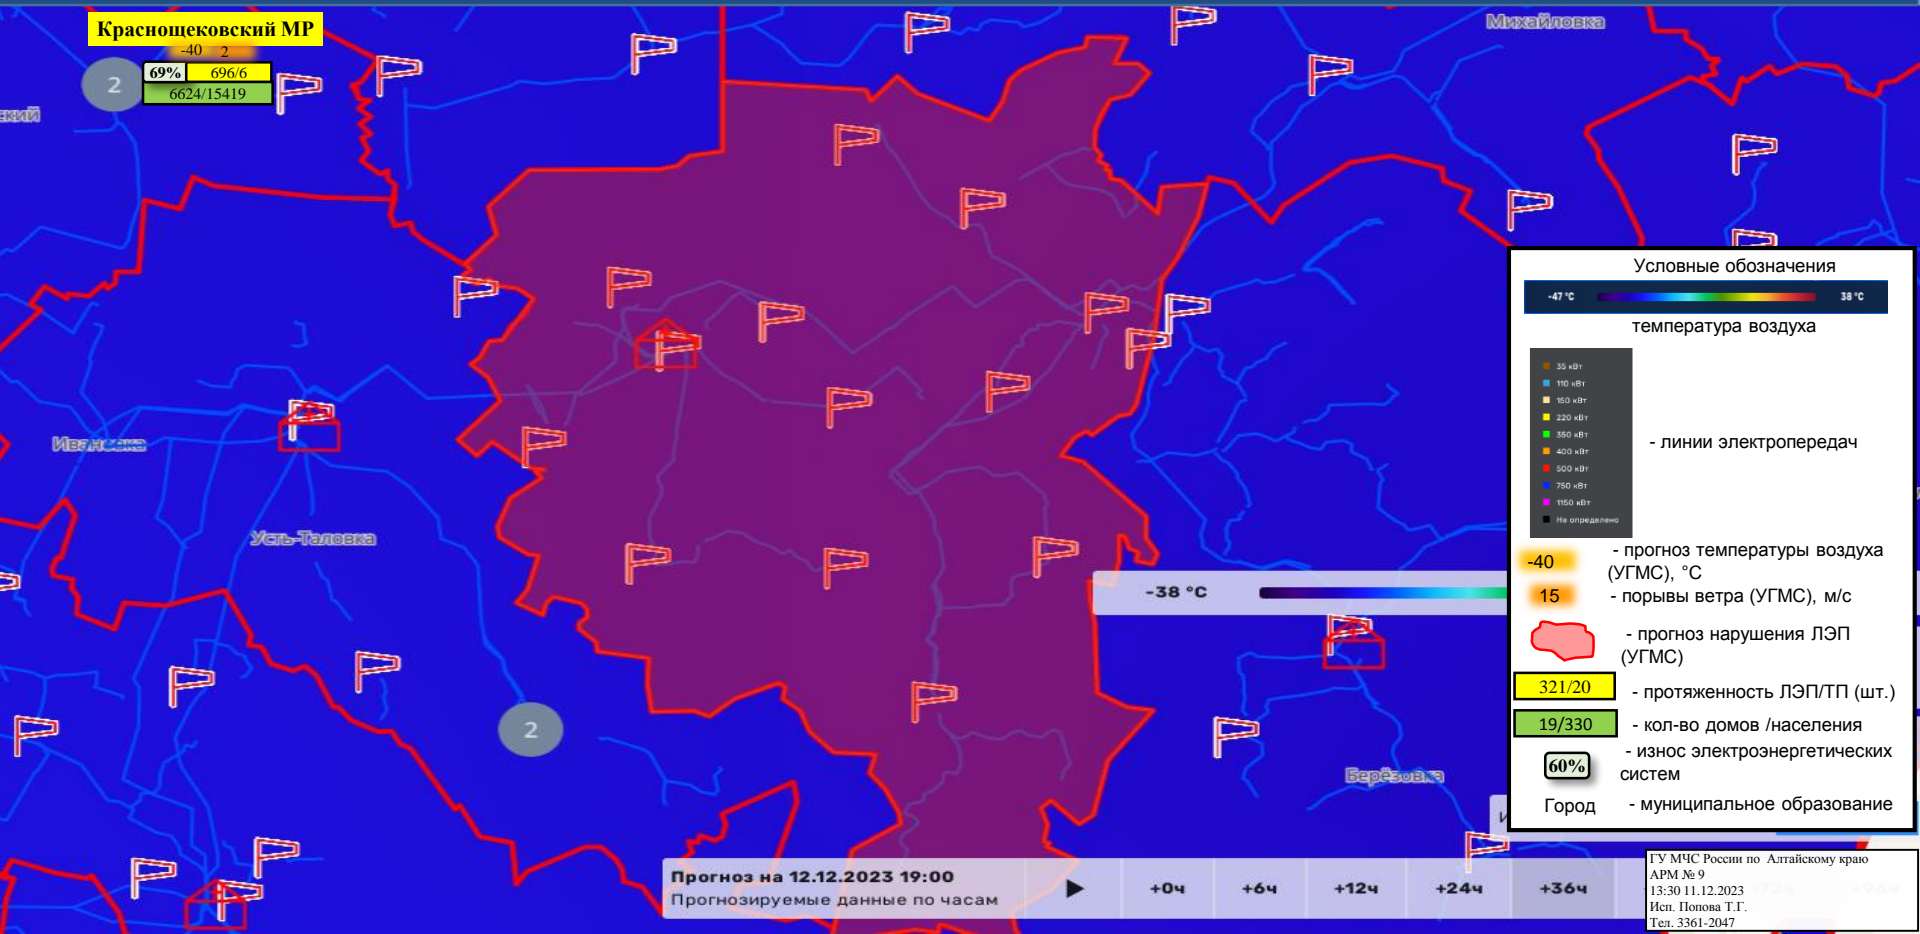 Краснощековский МР
-40 2
69% 696/6
6624/15419
2
ский
Михайловка
Ивановка
Усть-Таловка
2
Берёзовка
-38 °C
Условные обозначения
-47 °C 38 °C
температура воздуха
35 кВт
110 кВт
150 кВт
220 кВт
350 кВт
400 кВт
500 кВт
750 кВт
1150 кВт
Не определено
- линии электропередач
-40 - прогноз температуры воздуха
(УГМС), °С
15 - порывы ветра (УГМС), м/с
- прогноз нарушения ЛЭП
(УГМС)
321/20 - протяженность ЛЭП/ТП (шт.)
19/330 - кол-во домов /населения
60% - износ электроэнергетических
систем
Город - муниципальное образование
Прогноз на 12.12.2023 19:00
Прогнозируемые данные по часам
+0ч +6ч +12ч +24ч +36ч
ГУ МЧС России по Алтайскому краю
АРМ № 9
13:30 11.12.2023
Исп. Попова Т.Г.
Тел. 3361-2047